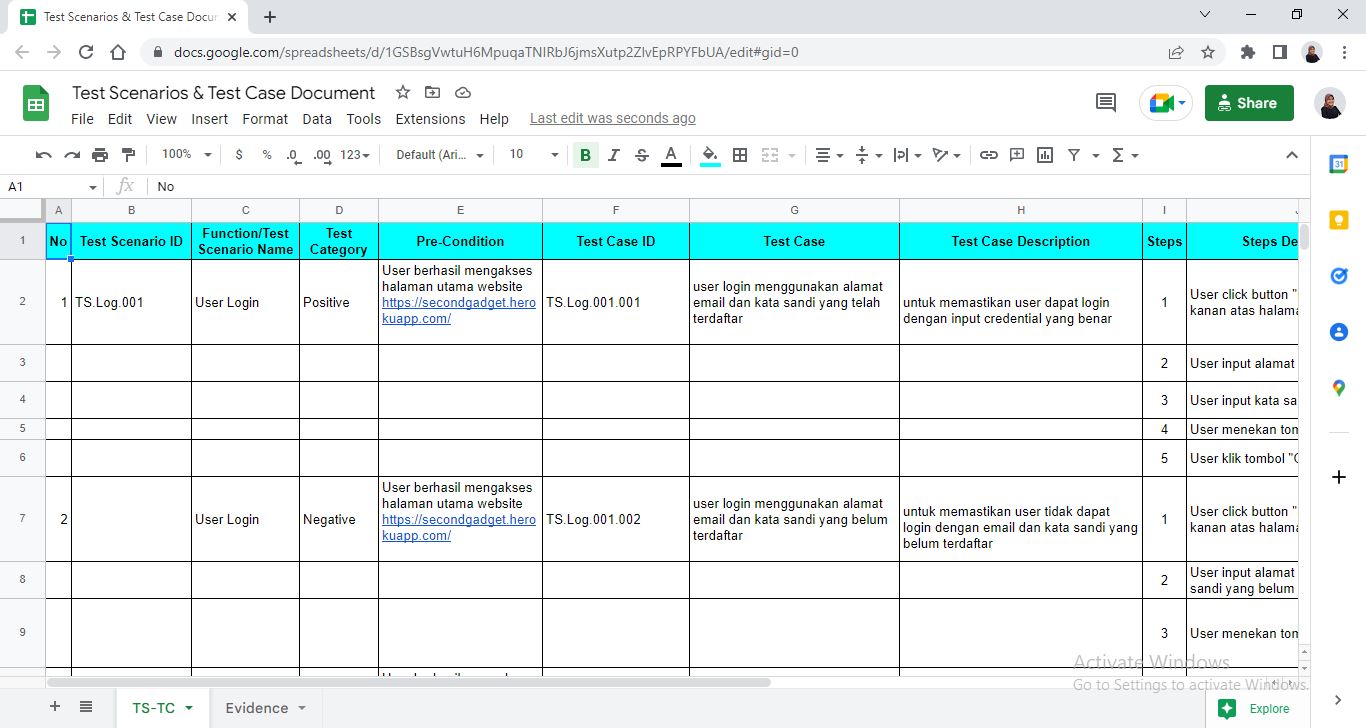 Test Scenarios & Test Case Docum
docs.google.com/spreadsheets/d/1GSBsgVwtuH6MpuqaTNIRbJ6jmsXutp2ZIvEpRPYFbUA/edit#gid=0
Test Scenarios & Test Case Document
File Edit View Insert Format Data Tools Extensions Help Last edit was seconds ago
Share
100% $ % .0 .00 123 Default (Ari... 10 B I S A Σ
31
A1 fx No
A B C D E F G H I
1 No Test Scenario ID Function/Test Scenario Name Test Category Pre-Condition Test Case ID Test Case Test Case Description Steps Steps De
2 1 TS.Log.001 User Login Positive
User berhasil mengakses
halaman utama website
https://secondgadget.hero
kuapp.com/
TS.Log.001.001
user login menggunakan alamat
email dan kata sandi yang telah
terdaftar
untuk memastikan user dapat login
dengan input credential yang benar
1
User click button "
kanan atas halama
3 2 User input alamat
4 3 User input kata sa
5 4 User menekan tom
6 5 User klik tombol "
7 2 User Login Negative
User berhasil mengakses
halaman utama website
https://secondgadget.hero
kuapp.com/
TS.Log.001.002
user login menggunakan alamat
email dan kata sandi yang belum
terdaftar
untuk memastikan user tidak dapat
login dengan email dan kata sandi yang
belum terdaftar
1
User click button "
kanan atas halama
8 2
User input alamat
sandi yang belum
9 3 User menekan tom
Activate Windows
Go to Settings to activate Windows.
TS-TC Evidence Explore